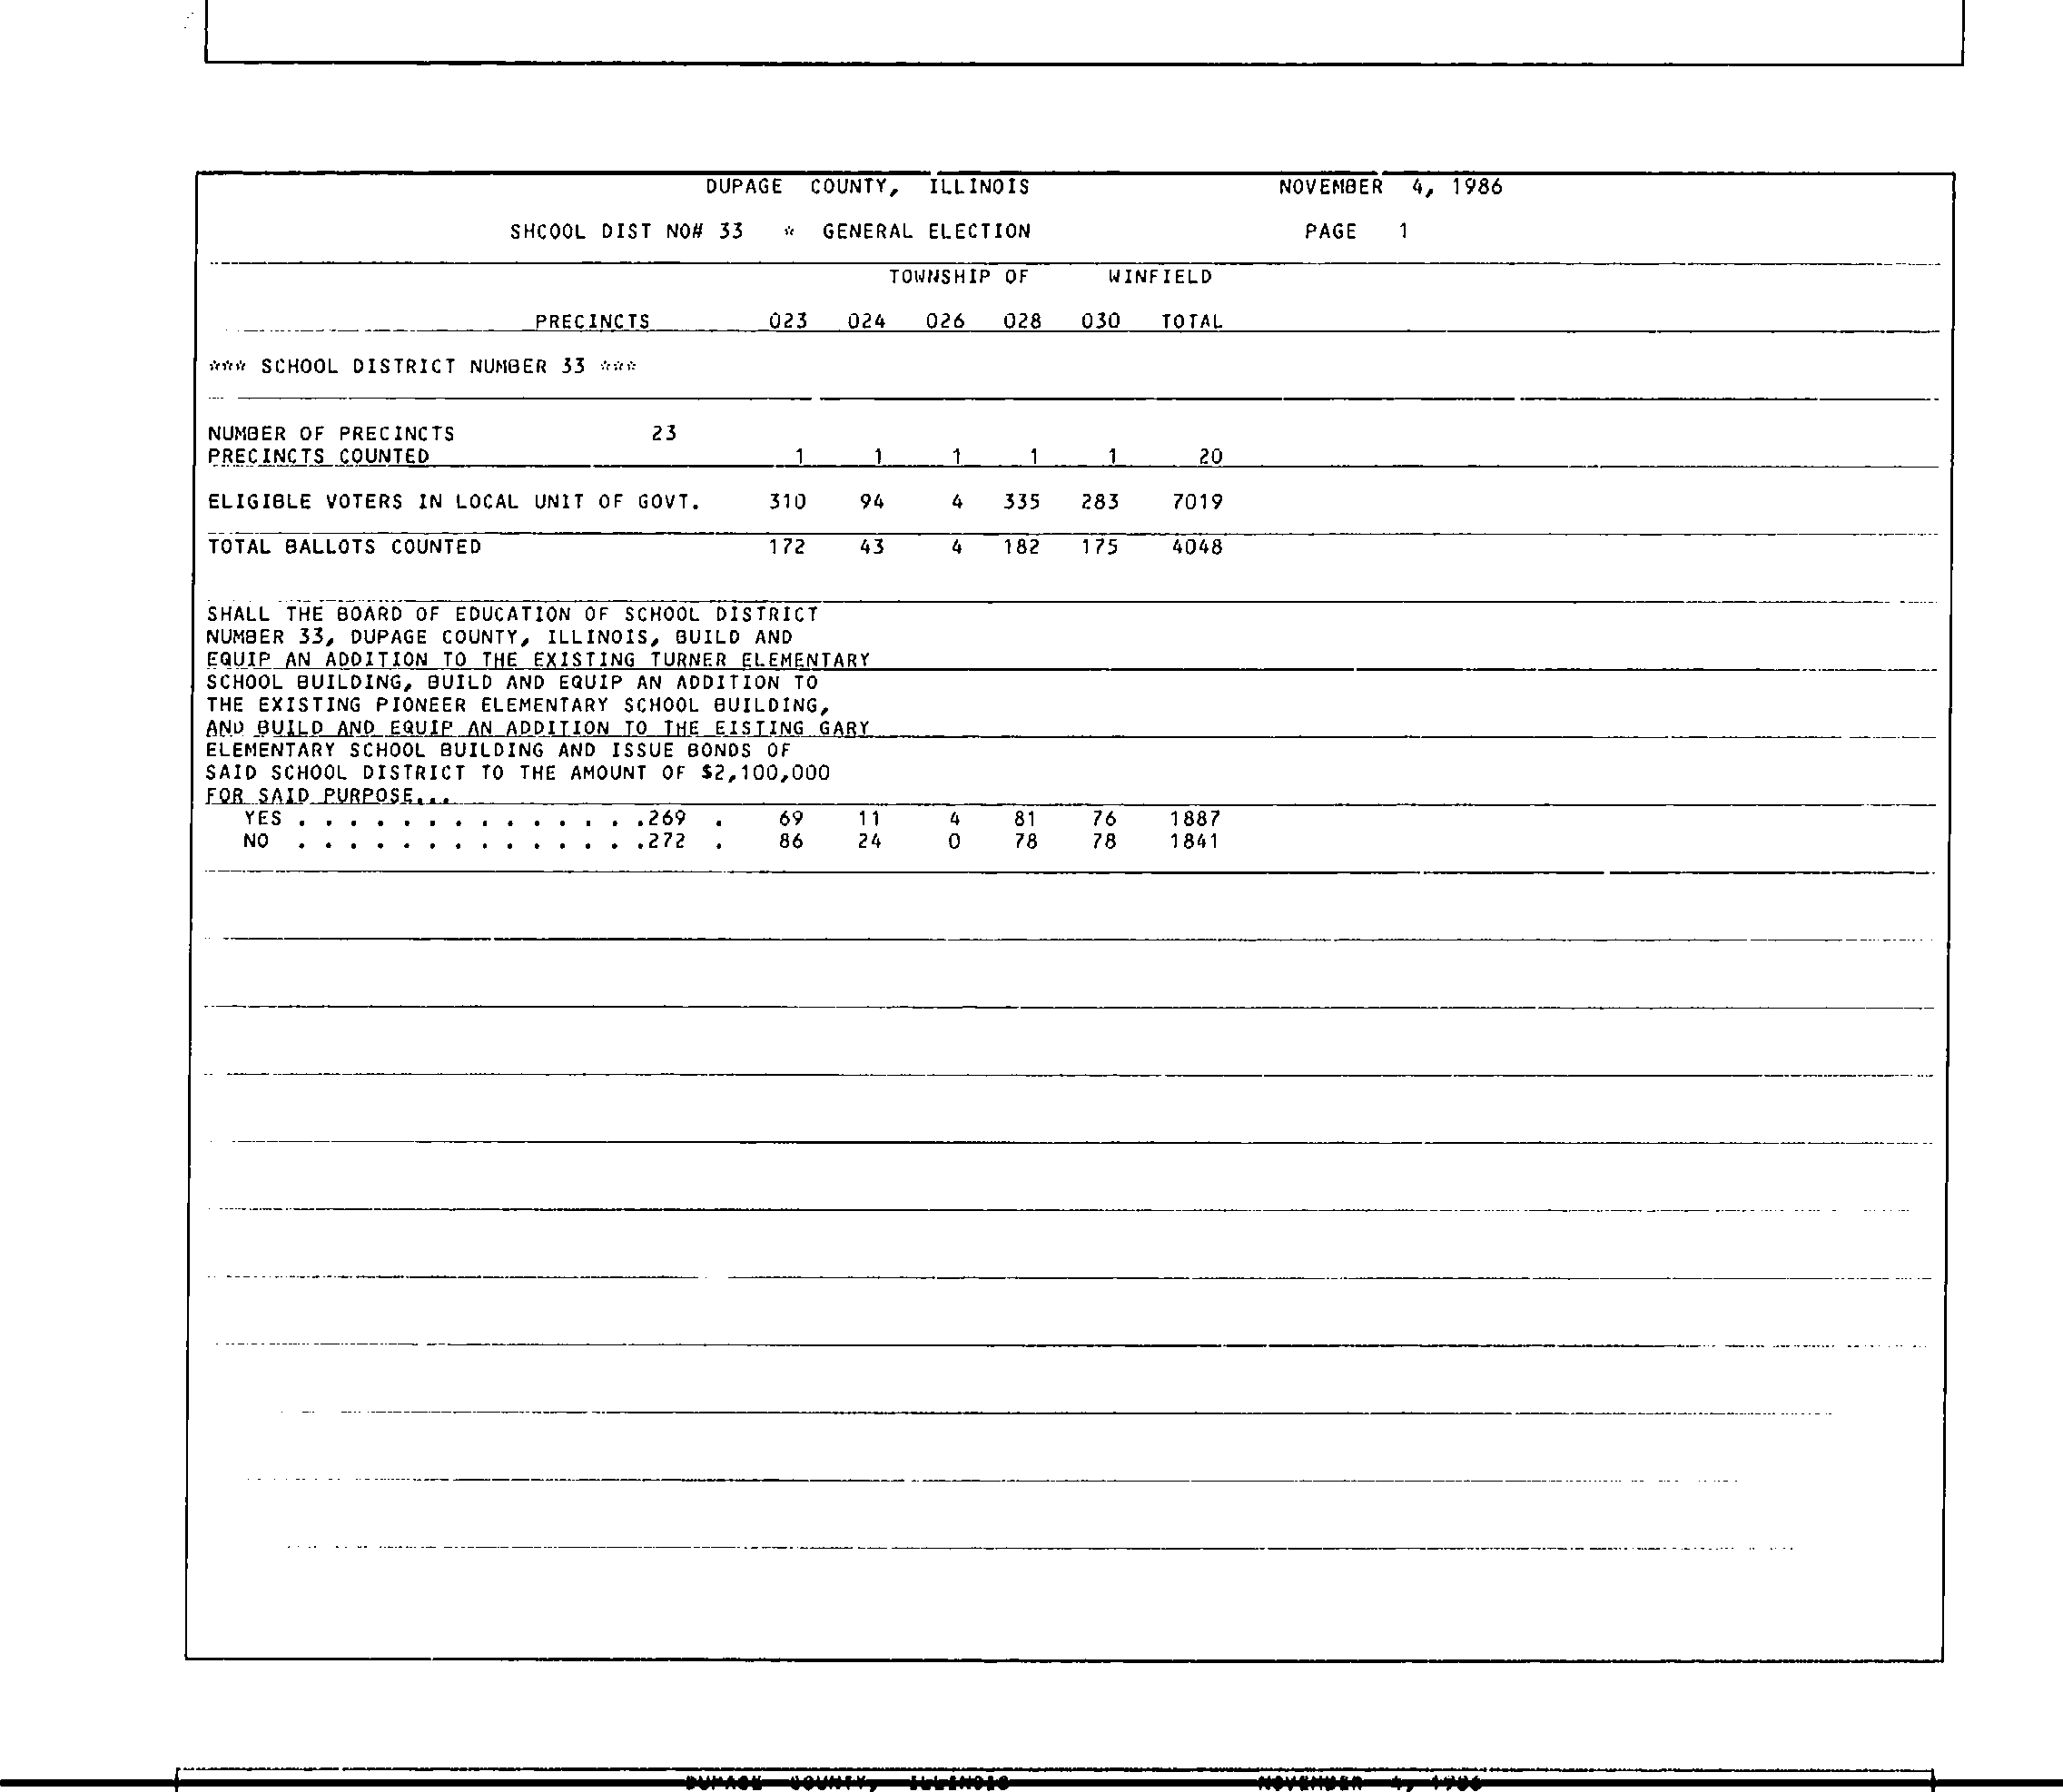 DUPAGE COUNTY, ILLINOIS NOVEMBER 4, 1986
SHCOOL DIST NO# 33 * GENERAL ELECTION PAGE 1
TOWNSHIP OF WINFIELD
PRECINCTS 023 024 026 028 030 TOTAL
*** SCHOOL DISTRICT NUMBER 33 ***
NUMBER OF PRECINCTS 23
PRECINCTS COUNTED 1 1 1 1 1 20
ELIGIBLE VOTERS IN LOCAL UNIT OF GOVT. 310 94 4 335 283 7019
TOTAL BALLOTS COUNTED 172 43 4 182 175 4048
SHALL THE BOARD OF EDUCATION OF SCHOOL DISTRICT
NUMBER 33, DUPAGE COUNTY, ILLINOIS, BUILD AND
EQUIP AN ADDITION TO THE EXISTING TURNER ELEMENTARY
SCHOOL BUILDING, BUILD AND EQUIP AN ADDITION TO
THE EXISTING PIONEER ELEMENTARY SCHOOL BUILDING,
AND BUILD AND EQUIP AN ADDITION TO THE EISTING GARY
ELEMENTARY SCHOOL BUILDING AND ISSUE BONDS OF
SAID SCHOOL DISTRICT TO THE AMOUNT OF $2,100,000
FOR SAID PURPOSE...
YES . . . . . . . . . . . . . .269 . 69 11 4 81 76 1887
NO . . . . . . . . . . . . . .272 . 86 24 0 78 78 1841
DUPAGE COUNTY, ILLINOIS NOVEMBER 4, 1986